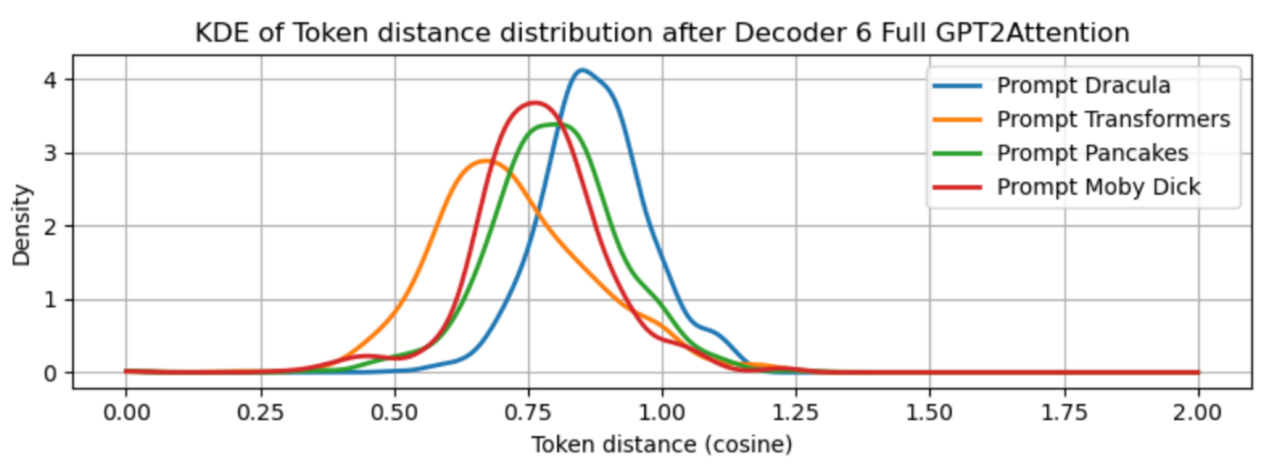 KDE of Token distance distribution after Decoder 6 Full GPT2Attention
Prompt Dracula
Prompt Transformers
Prompt Pancakes
Prompt Moby Dick
Density
4
3
2
1
0
0.00 0.25 0.50 0.75 1.00 1.25 1.50 1.75 2.00
Token distance (cosine)